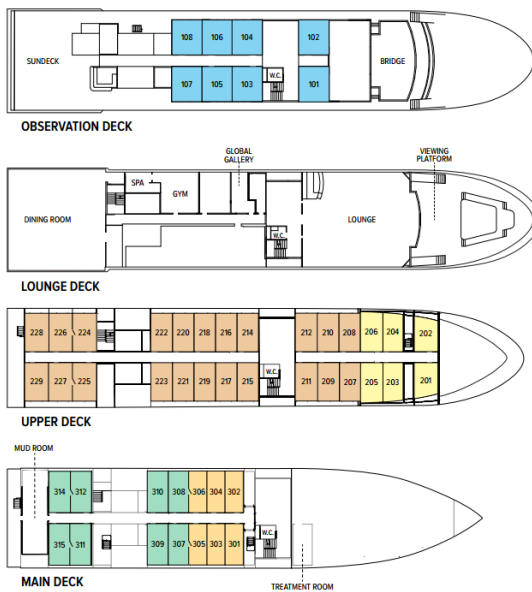 108 106 104 102
SUNDECK
BRIDGE
W.C.
107 105 103 101
OBSERVATION DECK
GLOBAL
GALLERY
VIEWING
PLATFORM
SPA
GYM
DINING ROOM
LOUNGE
W.C.
LOUNGE DECK
228 226 224 222 220 218 216 214 212 210 208 206 204 202
W.C.
229 227 225 223 221 219 217 215 211 209 207 205 203 201
UPPER DECK
MUD ROOM
314 312 310 308 306 304 302
W.C.
315 311 309 307 305 303 301
MAIN DECK
TREATMENT ROOM